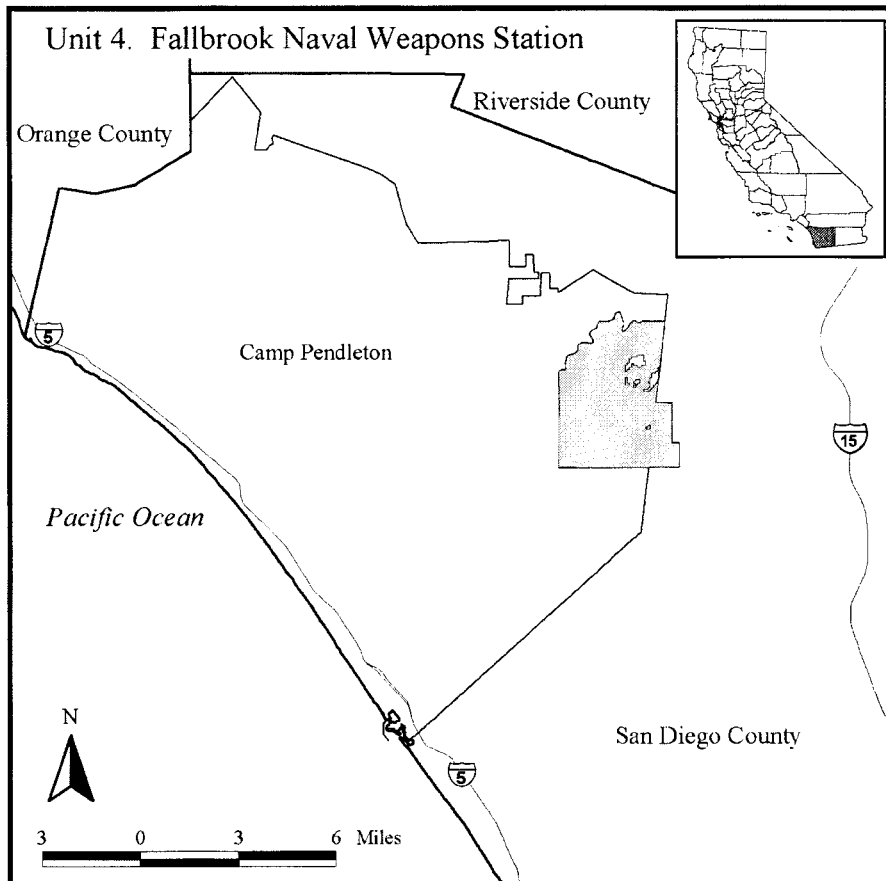 Unit 4. Fallbrook Naval Weapons Station
Riverside County
Orange County
5
Camp Pendleton
15
Pacific Ocean
N
San Diego County
5
3 0 3 6 Miles